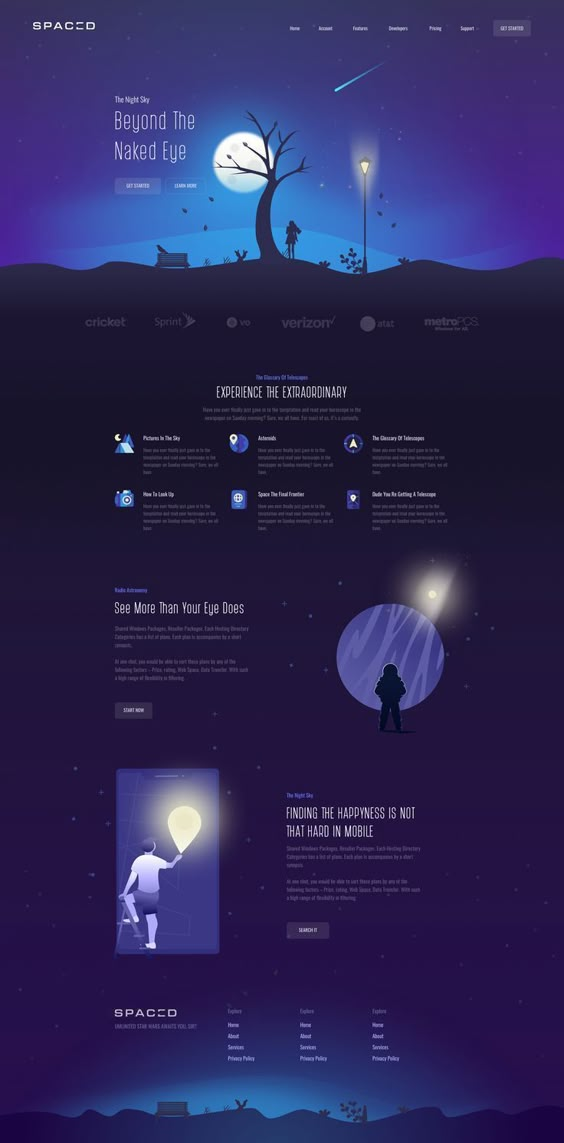 SPACED
Home Account Features Developers Pricing Support GET STARTED
The Night Sky
Beyond The
Naked Eye
GET STARTED LEARN MORE
cricket Sprint vo verizon at&t metroPCS.
Wireless for All.
The Glossary Of Telescopes
EXPERIENCE THE EXTRAORDINARY
Have you ever finally just gave in to the temptation and read your horoscope in the
newspaper on Sunday morning? Sure, we all have. For most of us, it's a curiosity
Pictures In The Sky
Have you ever finally just gave in to the
temptation and read your horoscope in the
newspaper on Sunday morning? Sure, we all
have.
Asteroids
Have you ever finally just gave in to the
temptation and read your horoscope in the
newspaper on Sunday morning? Sure, we all
have.
The Glossary Of Telescopes
Have you ever finally just gave in to the
temptation and read your horoscope in the
newspaper on Sunday morning? Sure, we all
have.
How To Look Up
Have you ever finally just gave in to the
temptation and read your horoscope in the
newspaper on Sunday morning? Sure, we all
have.
Space The Final Frontier
Have you ever finally just gave in to the
temptation and read your horoscope in the
newspaper on Sunday morning? Sure, we all
have.
Dude You Re Getting A Telescope
Have you ever finally just gave in to the
temptation and read your horoscope in the
newspaper on Sunday morning? Sure, we all
have.
Radio Astronomy
See More Than Your Eye Does
Shared Windows Packages, Reseller Packages. Each Hosting Directory
Categories has a list of plans. Each plan is accompanies by a short
synopsis.
At one shot, you would be able to sort these plans by any of the
following factors – Price, rating, Web Space, Data Transfer. With such
a high range of flexibility in filtering.
START NOW
The Night Sky
FINDING THE HAPPYNESS IS NOT
THAT HARD IN MOBILE
Shared Windows Packages, Reseller Packages. Each Hosting Directory
Categories has a list of plans. Each plan is accompanies by a short
synopsis.
At one shot, you would be able to sort these plans by any of the
following factors – Price, rating, Web Space, Data Transfer. With such
a high range of flexibility in filtering.
SEARCH IT
SPACED
UNLIMITED STAR WARS AWAITS YOU, SIR!
Explore
Home
About
Services
Privacy Policy
Explore
Home
About
Services
Privacy Policy
Explore
Home
About
Services
Privacy Policy